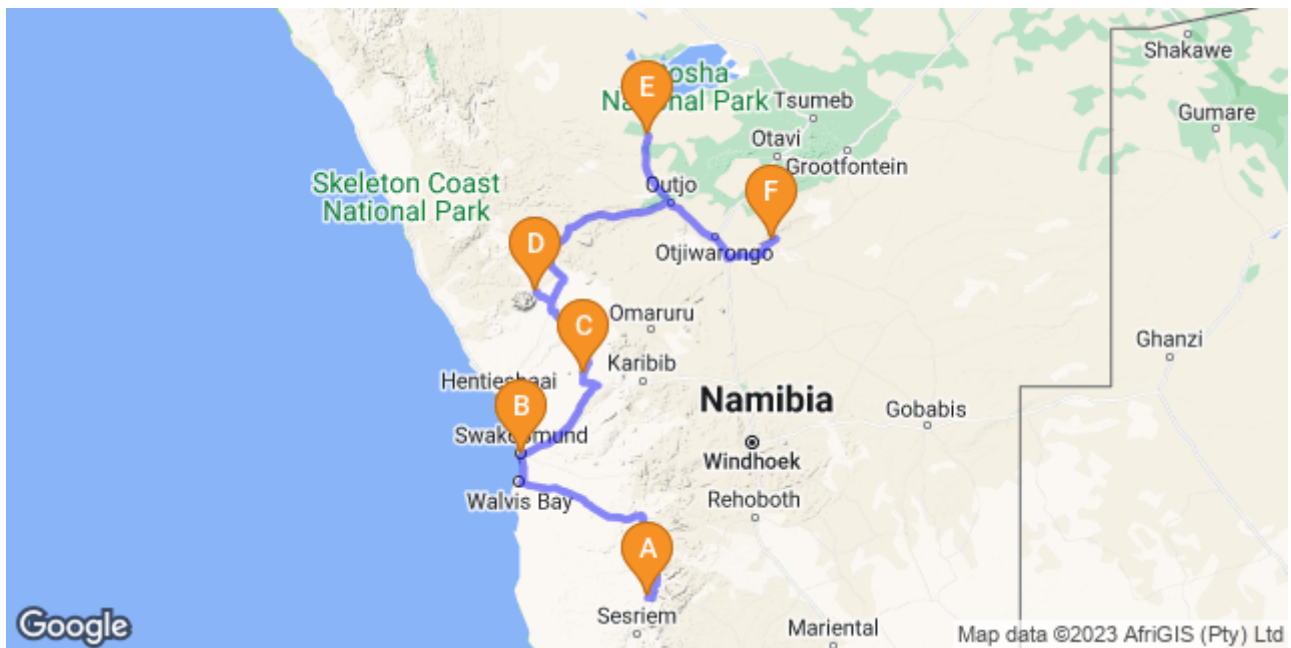 Shakawe
E
Etosha
National Park
Tsumeb
Gumare
Otavi
Grootfontein
Skeleton Coast
National Park
Outjo
F
D
Otjiwarongo
Omaruru
C
Ghanzi
Karibib
Hentiesbaai
B
Namibia
Gobabis
Swakopmund
Windhoek
Walvis Bay
Rehoboth
A
Sesriem
Mariental
Google
Map data ©2023 AfriGIS (Pty) Ltd